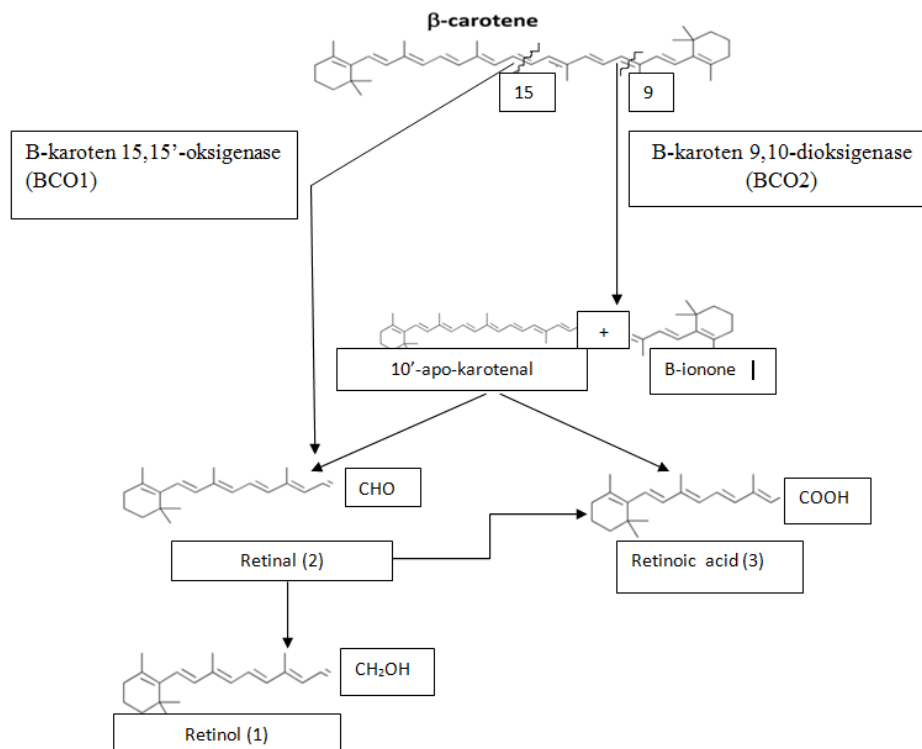 β-carotene
15
9
B-karoten 15,15’-oksigenase
(BCO1)
B-karoten 9,10-dioksigenase
(BCO2)
+
10′-apo-karotenal
B-ionone
CHO
COOH
Retinal (2)
Retinoic acid (3)
CH₂OH
Retinol (1)